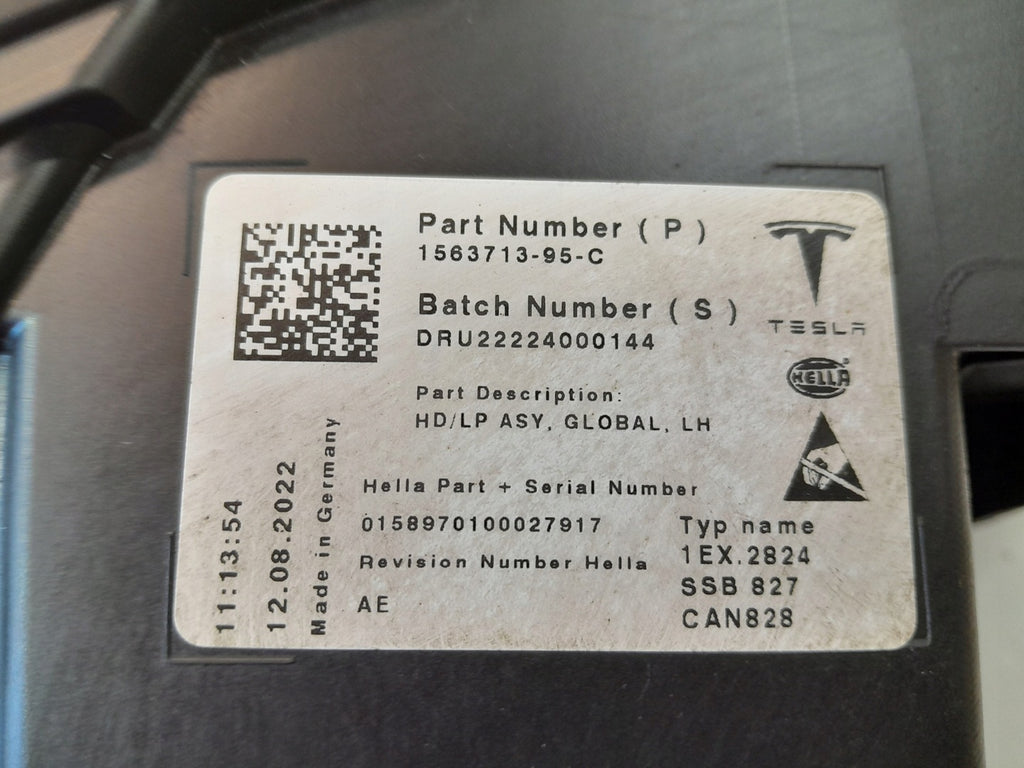 Part Number ( P )
1563713-95-C
Batch Number ( S )
DRU22224000144
Part Description:
HD/LP ASY, GLOBAL, LH
TESLA
HELLA
Hella Part + Serial Number
0158970100027917
Revision Number Hella
AE
Typ name
1EX.2824
SSB 827
CAN828
11:13:54
12.08.2022
Made in Germany